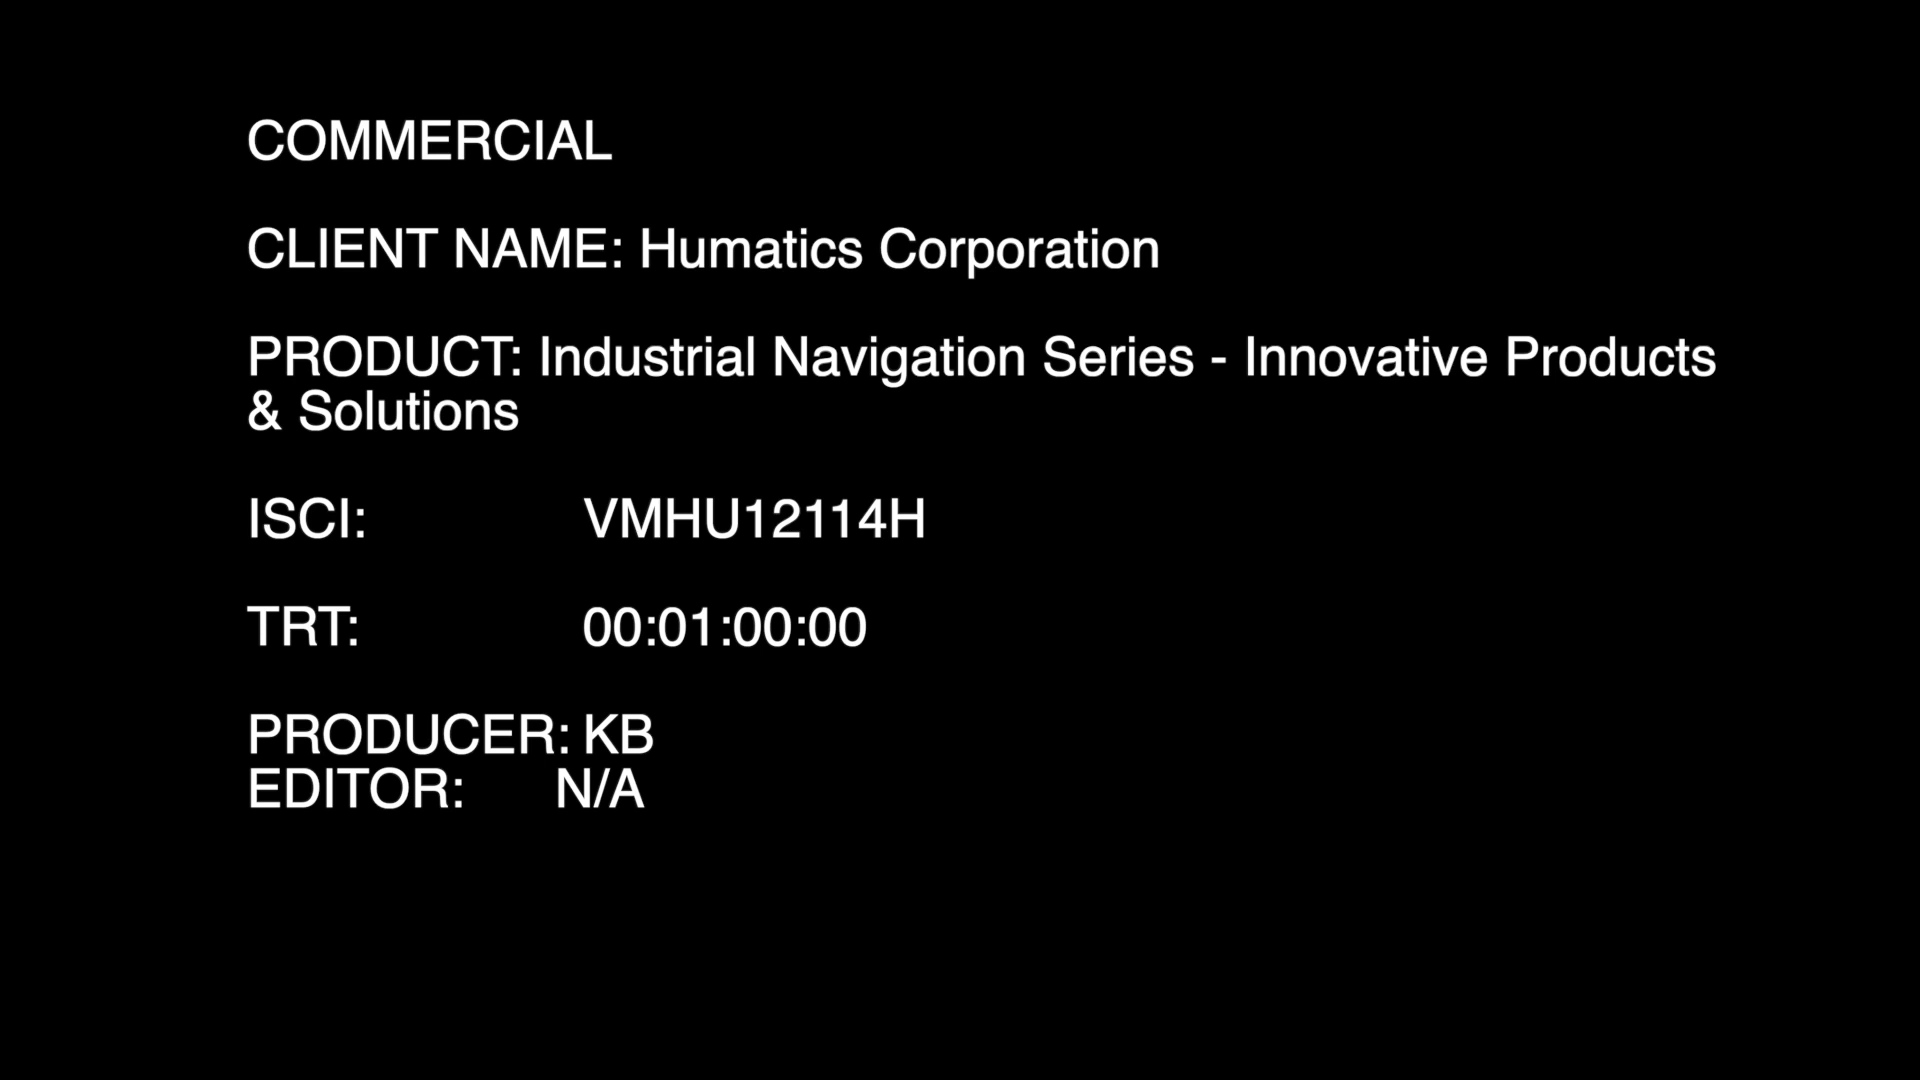 COMMERCIAL
CLIENT NAME: Humatics Corporation
PRODUCT: Industrial Navigation Series - Innovative Products
& Solutions
ISCI: VMHU12114H
TRT: 00:01:00:00
PRODUCER: KB
EDITOR: N/A